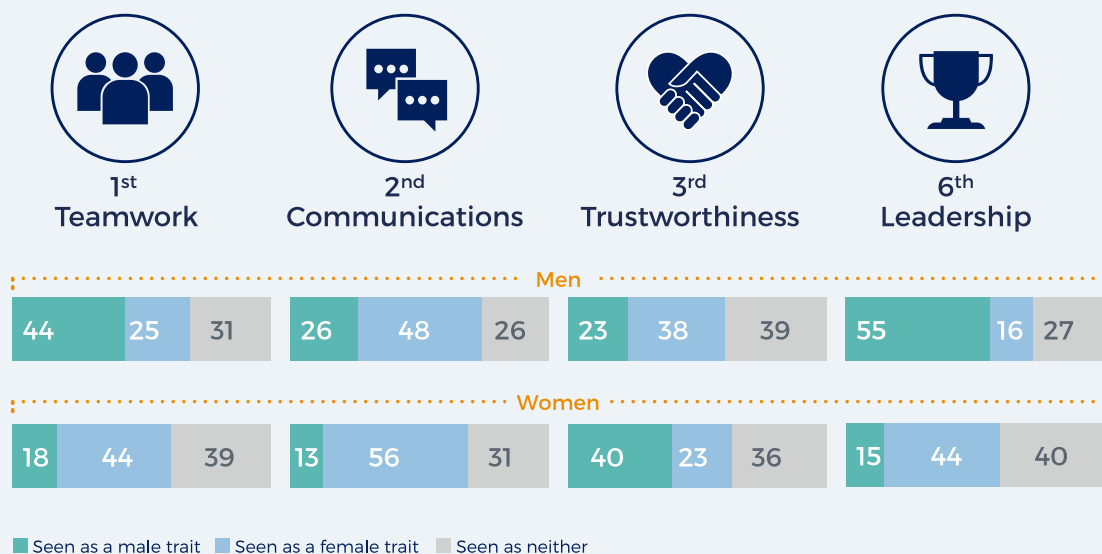 1st 2nd 3rd 6th
Teamwork Communications Trustworthiness Leadership
Men
44 25 31 26 48 26 23 38 39 55 16 27
Women
18 44 39 13 56 31 40 23 36 15 44 40
Seen as a male trait Seen as a female trait Seen as neither